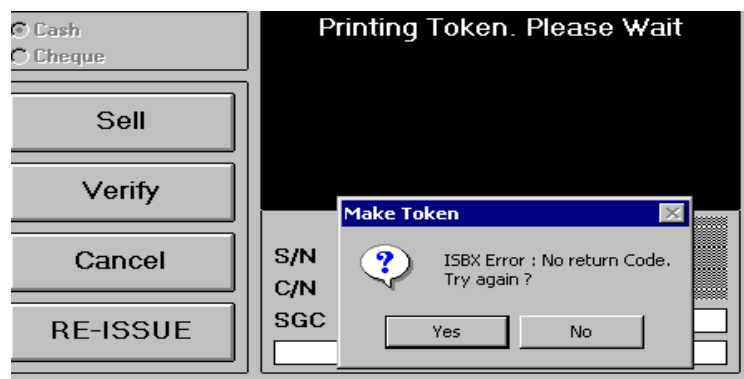 Cash
Cheque
Sell
Verify
Cancel
RE-ISSUE
Printing Token. Please Wait
S/N
C/N
SGC
Make Token
ISBX Error : No return Code.
Try again ?
Yes
No